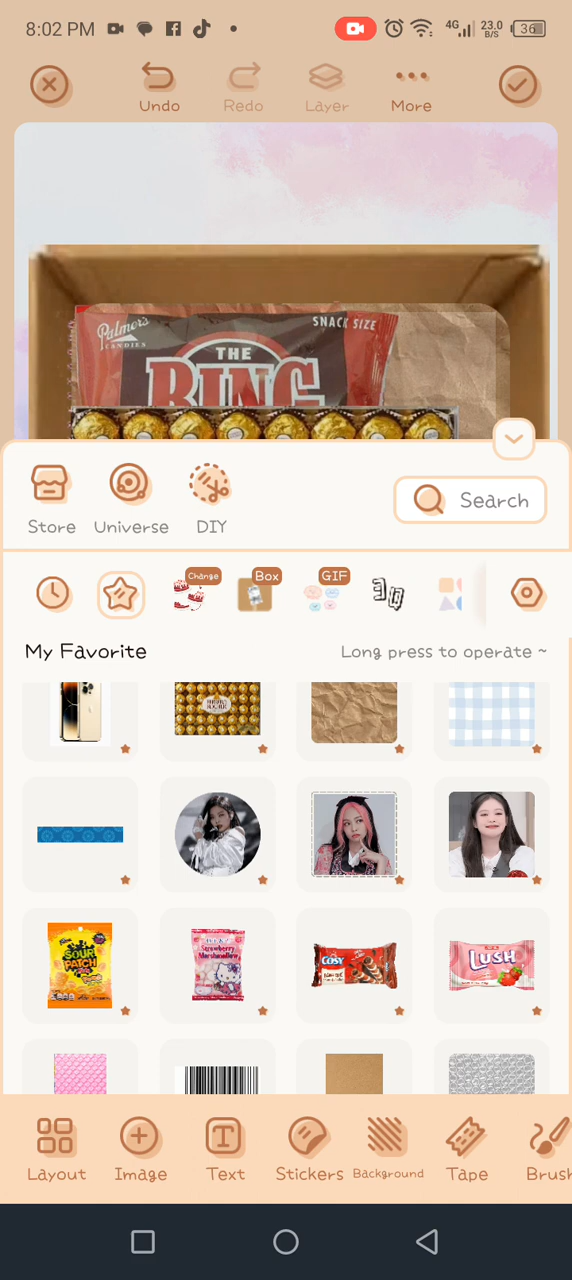 8:02 PM
4G
23.0
B/S
36
Undo
Redo
Layer
More
Palmer's
CANDIES
SNACK SIZE
THE
BING
Store
Universe
DIY
Search
Change
Box
GIF
My Favorite
Long press to operate ~
SOUR
PATCH
Strawberry
Marshmallow
COSY
LUSH
Layout
Image
Text
Stickers
Background
Tape
Brush